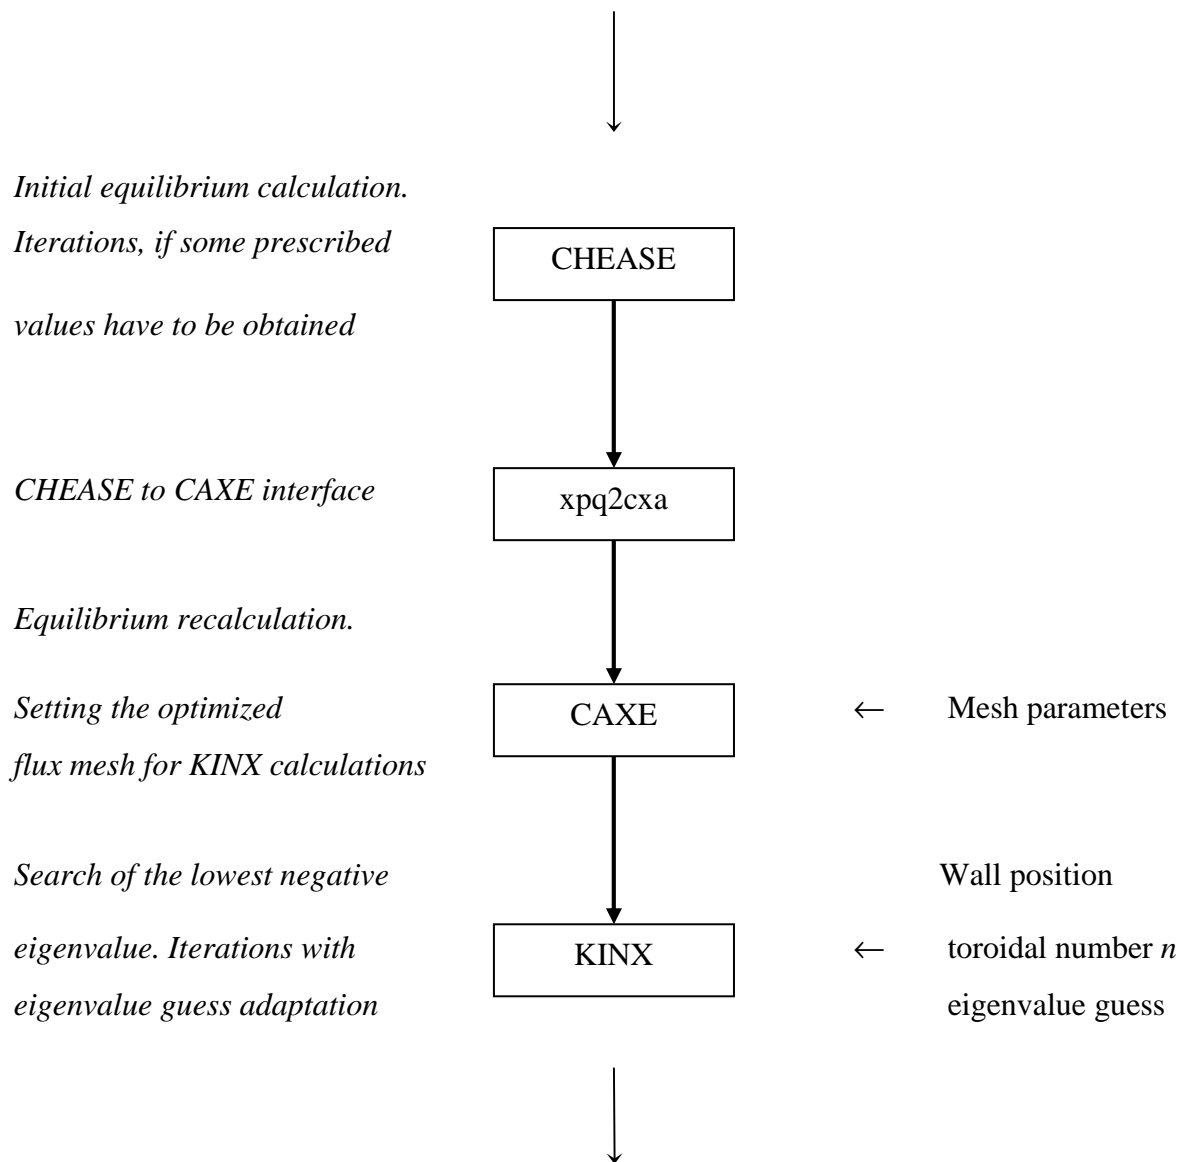 Initial equilibrium calculation.
Iterations, if some prescribed
values have to be obtained
CHEASE
CHEASE to CAXE interface
xpq2cxa
Equilibrium recalculation.
Setting the optimized
flux mesh for KINX calculations
CAXE
← Mesh parameters
Search of the lowest negative
eigenvalue. Iterations with
eigenvalue guess adaptation
KINX
Wall position
← toroidal number n
eigenvalue guess